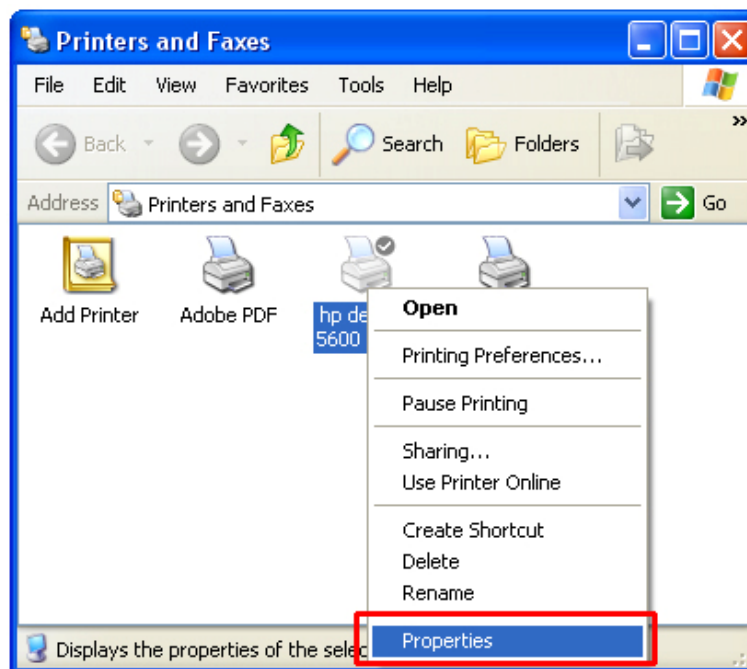 Printers and Faxes
File Edit View Favorites Tools Help
Back Search Folders »
Address Printers and Faxes Go
Add Printer
Adobe PDF
hp de
5600
Open
Printing Preferences...
Pause Printing
Sharing...
Use Printer Online
Create Shortcut
Delete
Rename
Properties
Displays the properties of the selec